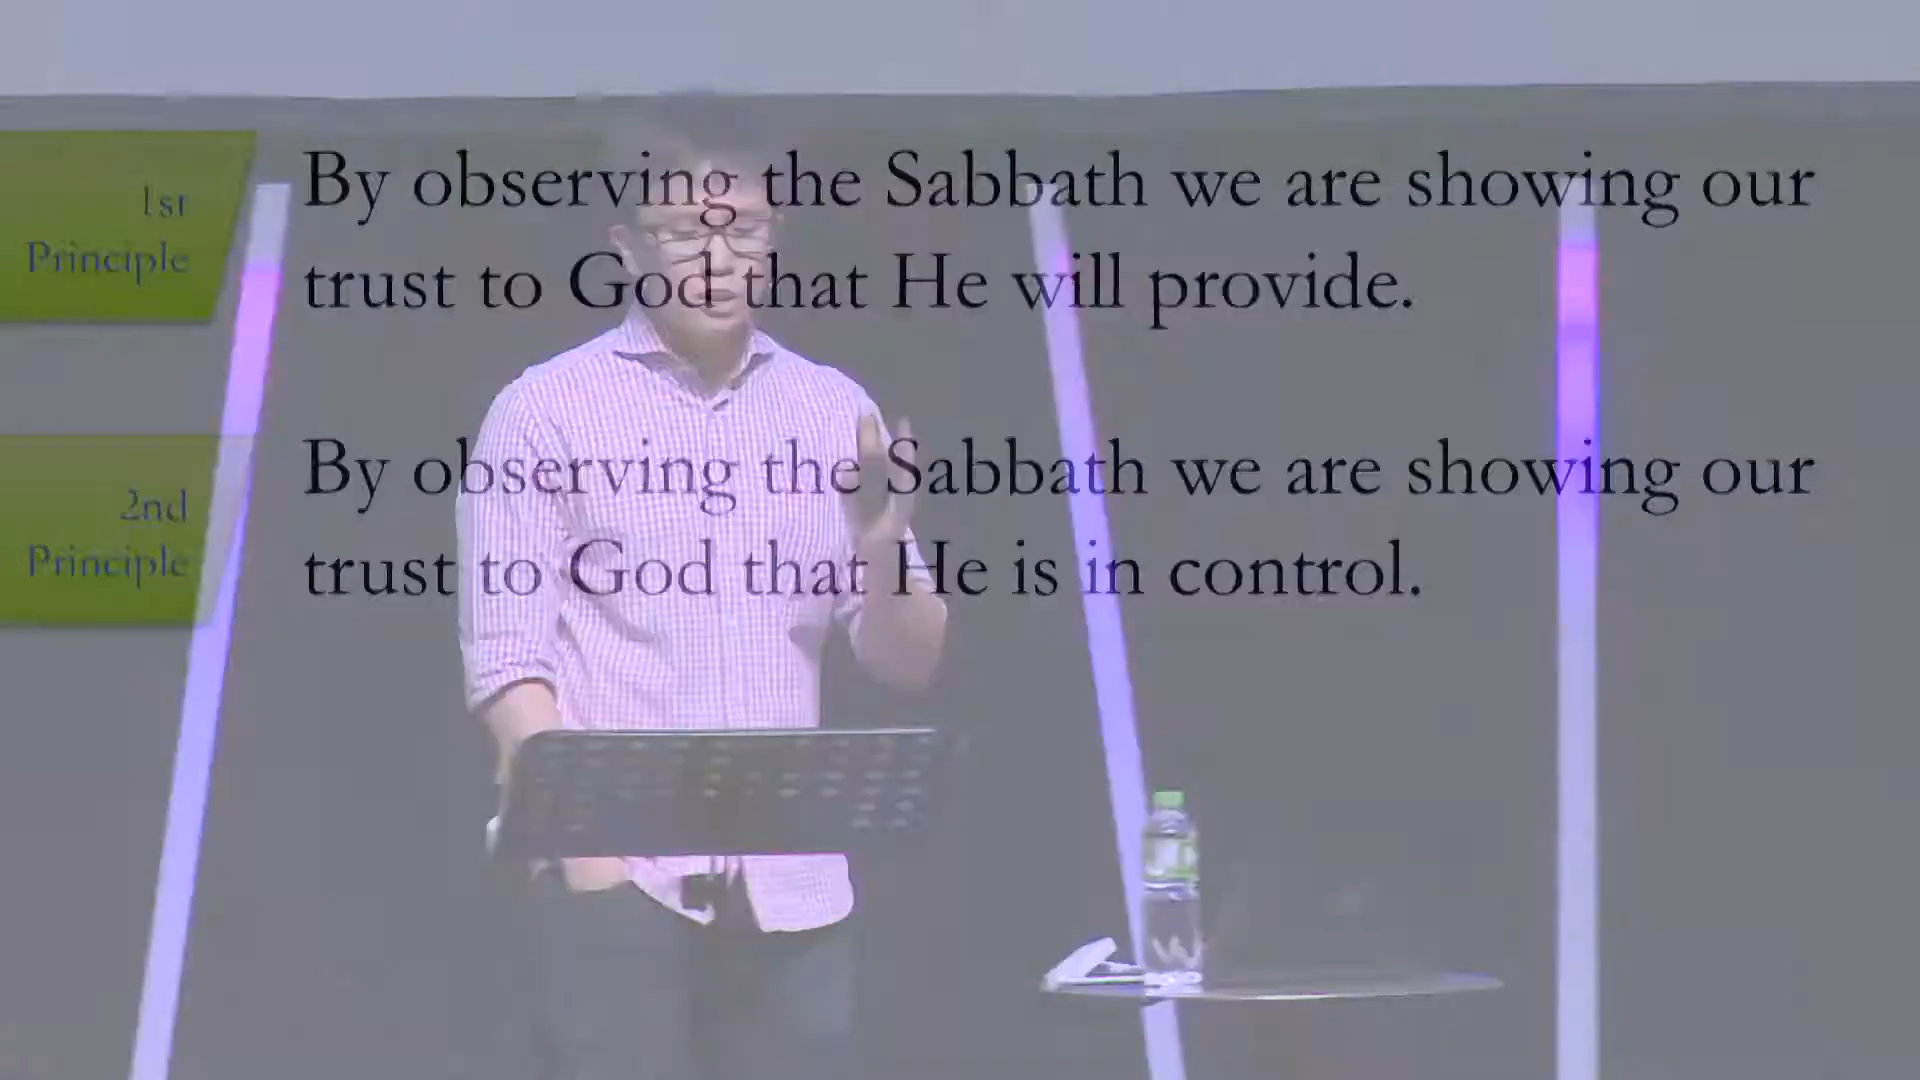 1st
Principle
By observing the Sabbath we are showing our
trust to God that He will provide.
2nd
Principle
By observing the Sabbath we are showing our
trust to God that He is in control.